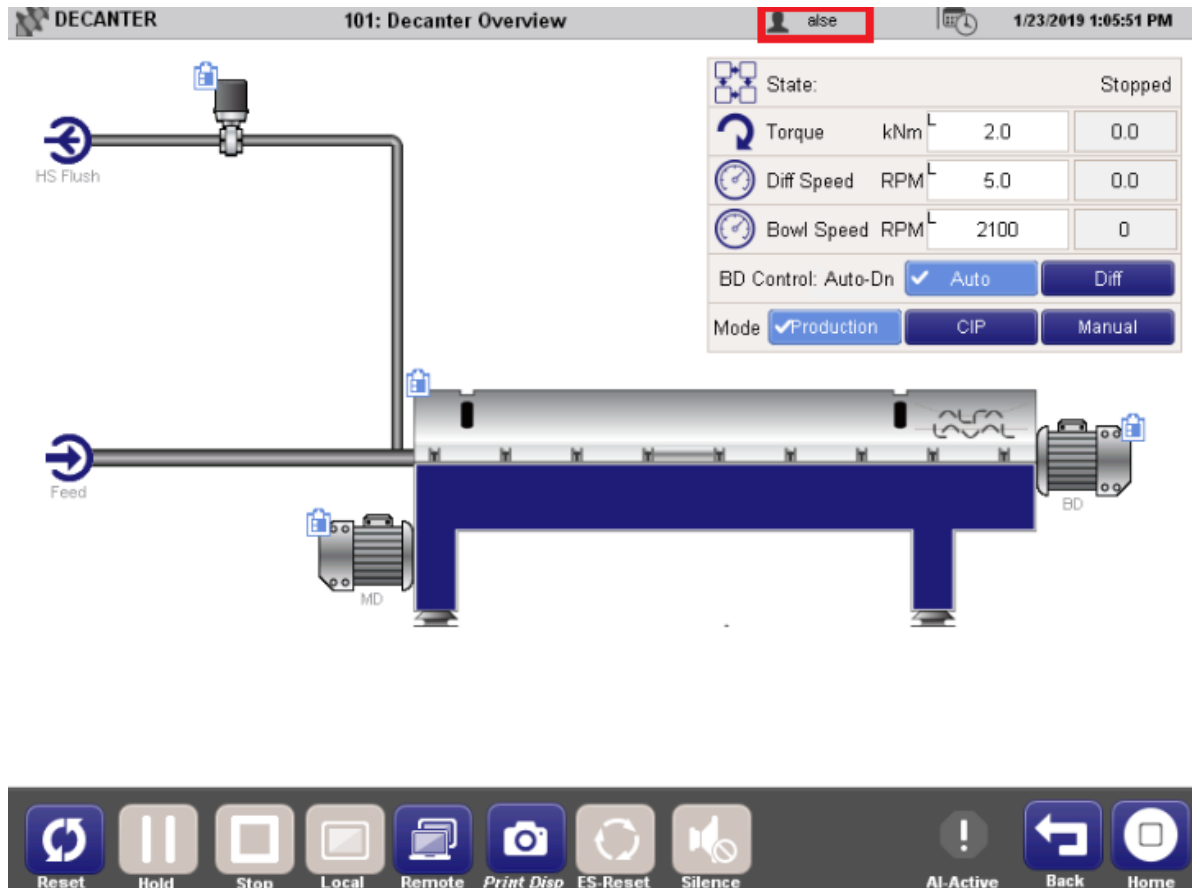 DECANTER 101: Decanter Overview alse 1/23/2019 1:05:51 PM
State: Stopped
Torque kNm L 2.0 0.0
Diff Speed RPM L 5.0 0.0
Bowl Speed RPM L 2100 0
BD Control: Auto-Dn Auto Diff
Mode Production CIP Manual
HS Flush
ALFA
LAVAL
Feed
BD
MD
Reset Hold Stop Local Remote Print Disp ES-Reset Silence Al-Active Back Home